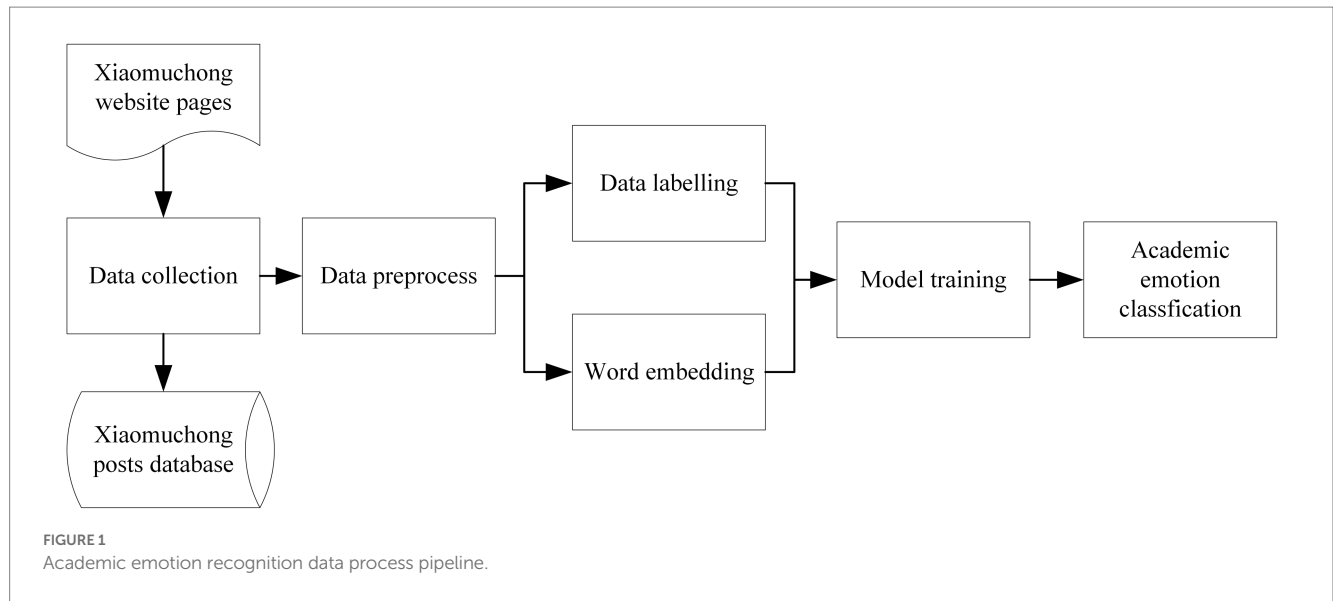 Xiaomuchong
website pages
Data collection
Xiaomuchong
posts database
Data preprocess
Data labelling
Word embedding
Model training
Academic
emotion
classfication
FIGURE 1
Academic emotion recognition data process pipeline.